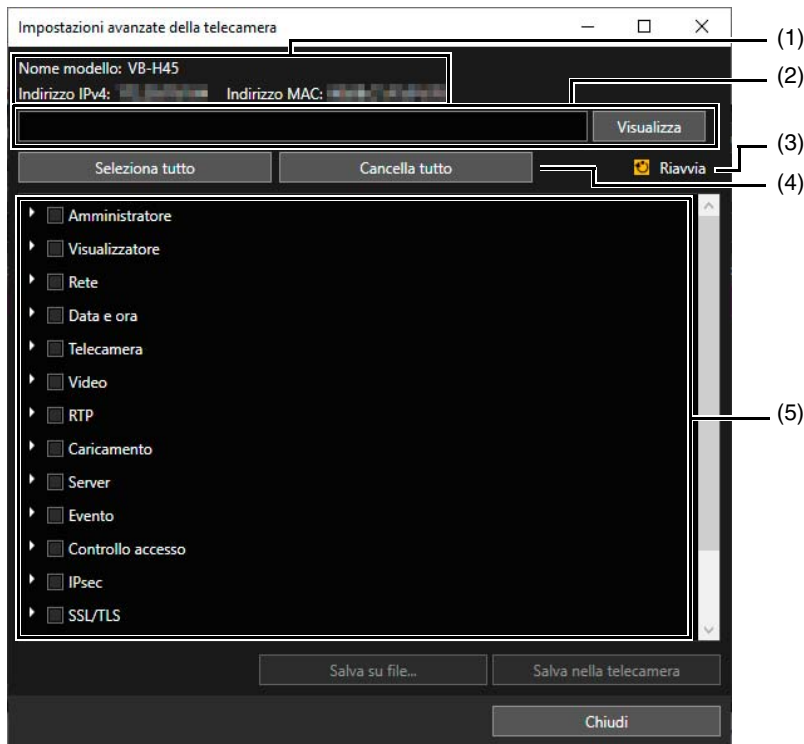 Impostazioni avanzate della telecamera
(1)
Nome modello: VB-H45
(2)
Indirizzo IPv4: Indirizzo MAC:
Visualizza
(3)
Seleziona tutto Cancella tutto Riavvia
(4)
Amministratore
Visualizzatore
Rete
Data e ora
Telecamera
Video
RTP
(5)
Caricamento
Server
Evento
Controllo accesso
IPsec
SSL/TLS
Salva su file... Salva nella telecamera
Chiudi